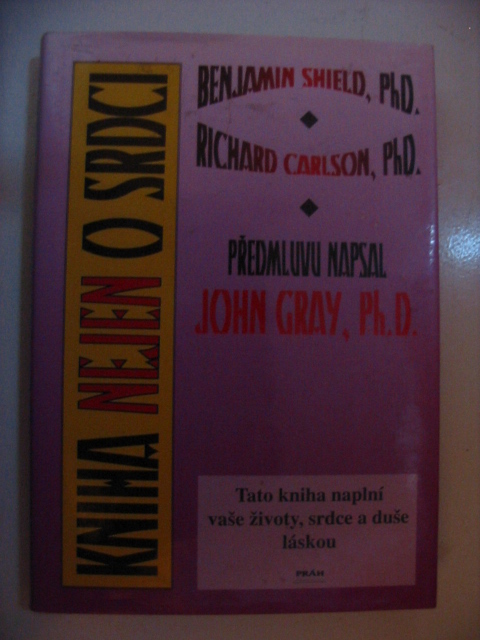 KNIHA NEJEN O SRDCI
BENJAMIN SHIELD, PhD.
RICHARD CARLSON, PhD.
PŘEDMLUVU NAPSAL
JOHN GRAY, Ph.D.
Tato kniha naplní
vaše životy, srdce a duše
láskou
PRÁH